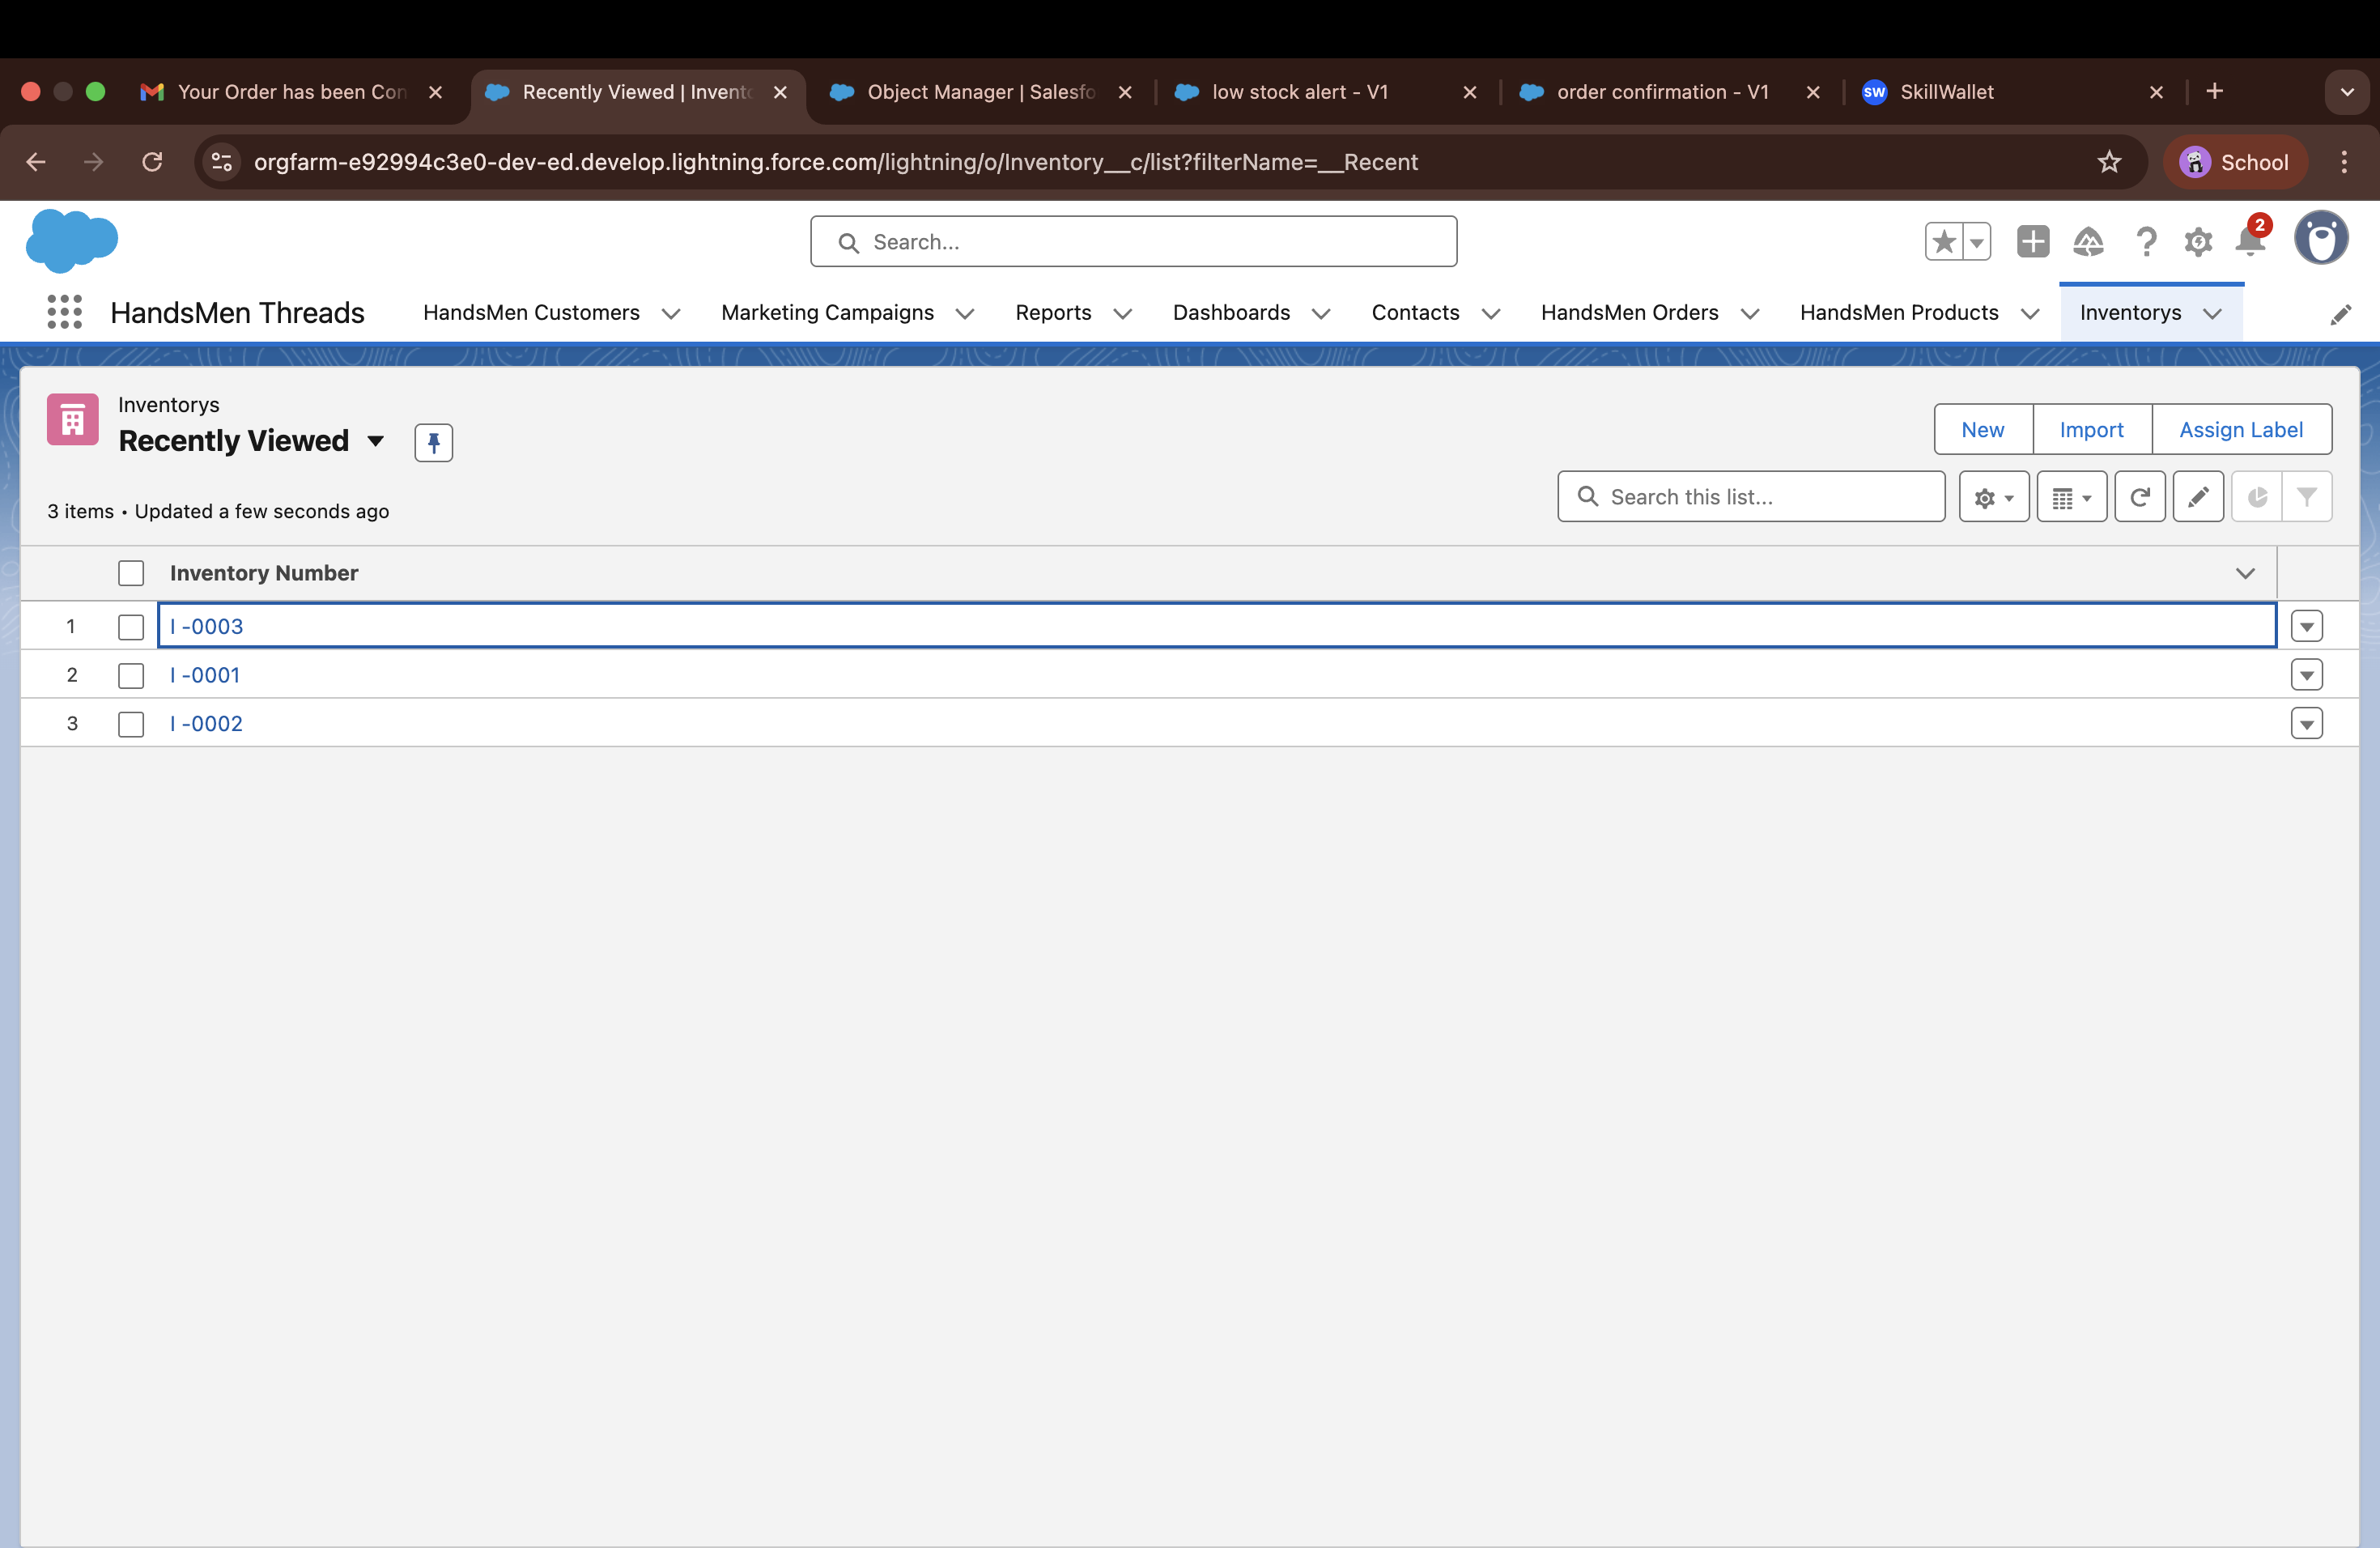 Your Order has been Con
Recently Viewed | Invento
Object Manager | Salesfo
low stock alert - V1
order confirmation - V1
SW SkillWallet
orgfarm-e92994c3e0-dev-ed.develop.lightning.force.com/lightning/o/Inventory__c/list?filterName=__Recent
School
Search...
2
HandsMen Threads
HandsMen Customers
Marketing Campaigns
Reports
Dashboards
Contacts
HandsMen Orders
HandsMen Products
Inventorys
Inventorys
Recently Viewed
New
Import
Assign Label
3 items • Updated a few seconds ago
Search this list...
Inventory Number
1 I -0003
2 I -0001
3 I -0002